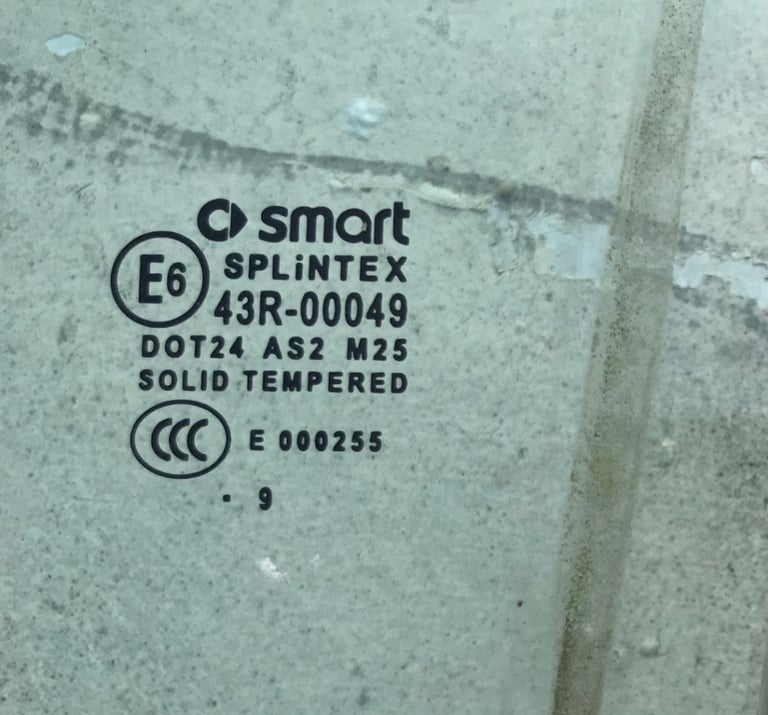 smart
SPLiNTEX
E6 43R-00049
DOT24 AS2 M25
SOLID TEMPERED
CCC E 000255
. 9